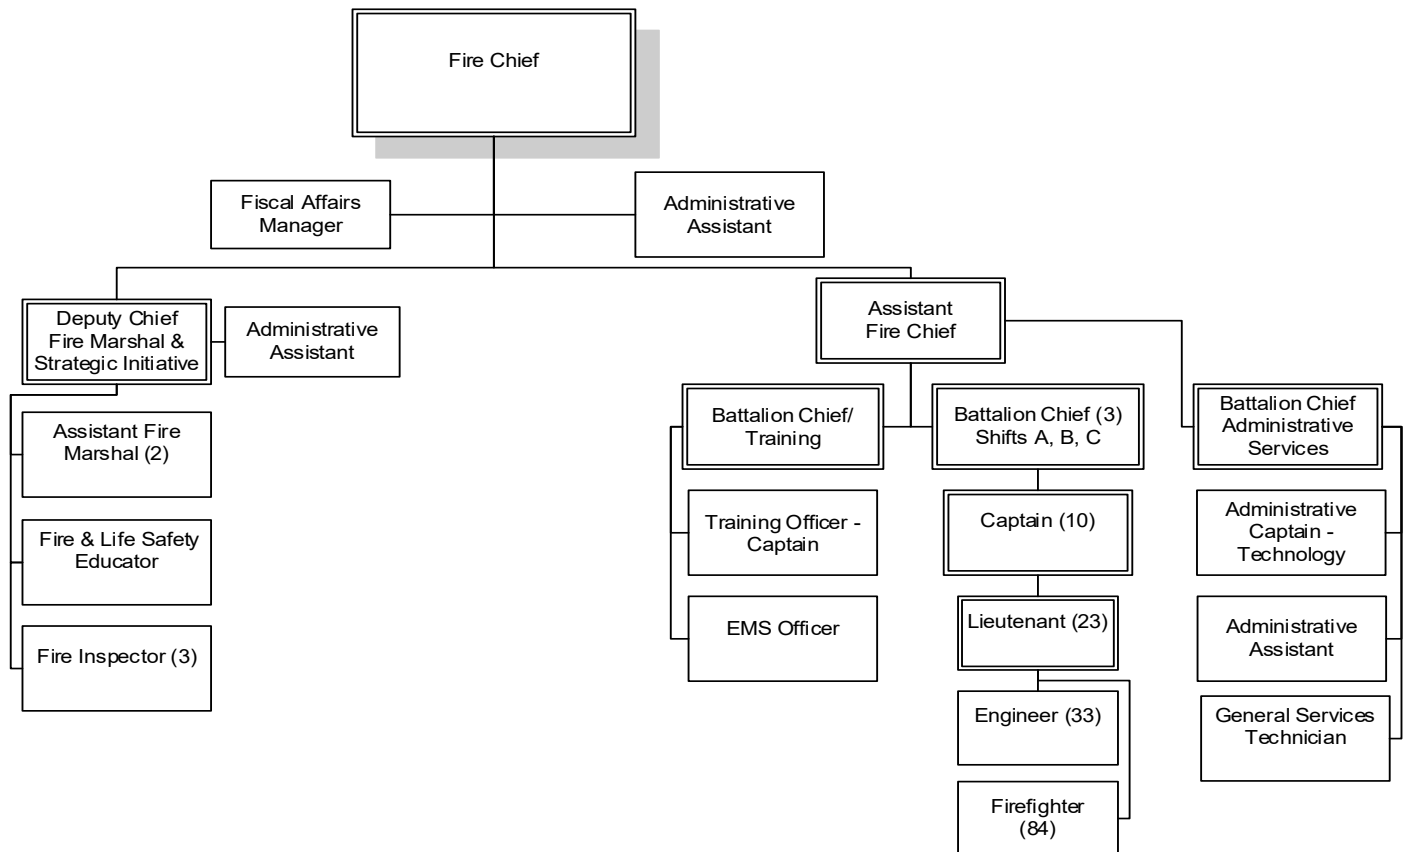 Fire Chief
Fiscal Affairs
Manager
Administrative
Assistant
Deputy Chief
Fire Marshal &
Strategic Initiative
Administrative
Assistant
Assistant Fire
Marshal (2)
Fire & Life Safety
Educator
Fire Inspector (3)
Assistant
Fire Chief
Battalion Chief/
Training
Training Officer -
Captain
EMS Officer
Battalion Chief (3)
Shifts A, B, C
Captain (10)
Lieutenant (23)
Engineer (33)
Firefighter
(84)
Battalion Chief
Administrative
Services
Administrative
Captain -
Technology
Administrative
Assistant
General Services
Technician